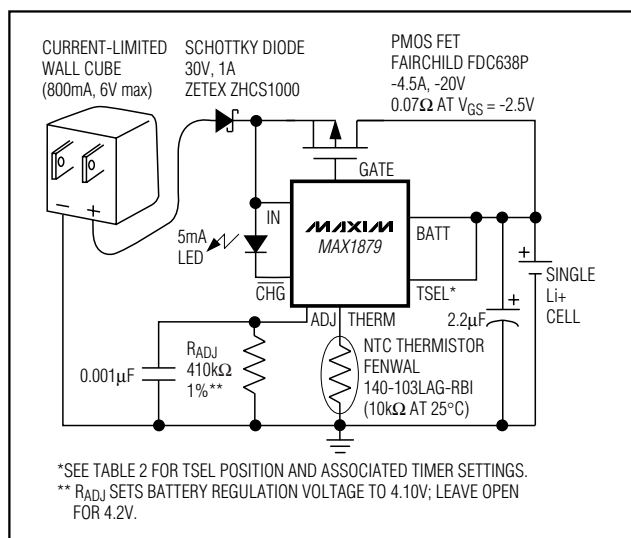 CURRENT-LIMITED
WALL CUBE
(800mA, 6V max)
SCHOTTKY DIODE
30V, 1A
ZETEX ZHCS1000
PMOS FET
FAIRCHILD FDC638P
-4.5A, -20V
0.07Ω AT VGS = -2.5V
GATE
IN
MAXIM
MAX1879
BATT
5mA
LED
CHG
TSEL*
SINGLE
Li+
CELL
ADJ
THERM
2.2µF
0.001µF
RADJ
410kΩ
1%**
NTC THERMISTOR
FENWAL
140-103LAG-RBI
(10kΩ AT 25°C)
*SEE TABLE 2 FOR TSEL POSITION AND ASSOCIATED TIMER SETTINGS.
** RADJ SETS BATTERY REGULATION VOLTAGE TO 4.10V; LEAVE OPEN
FOR 4.2V.